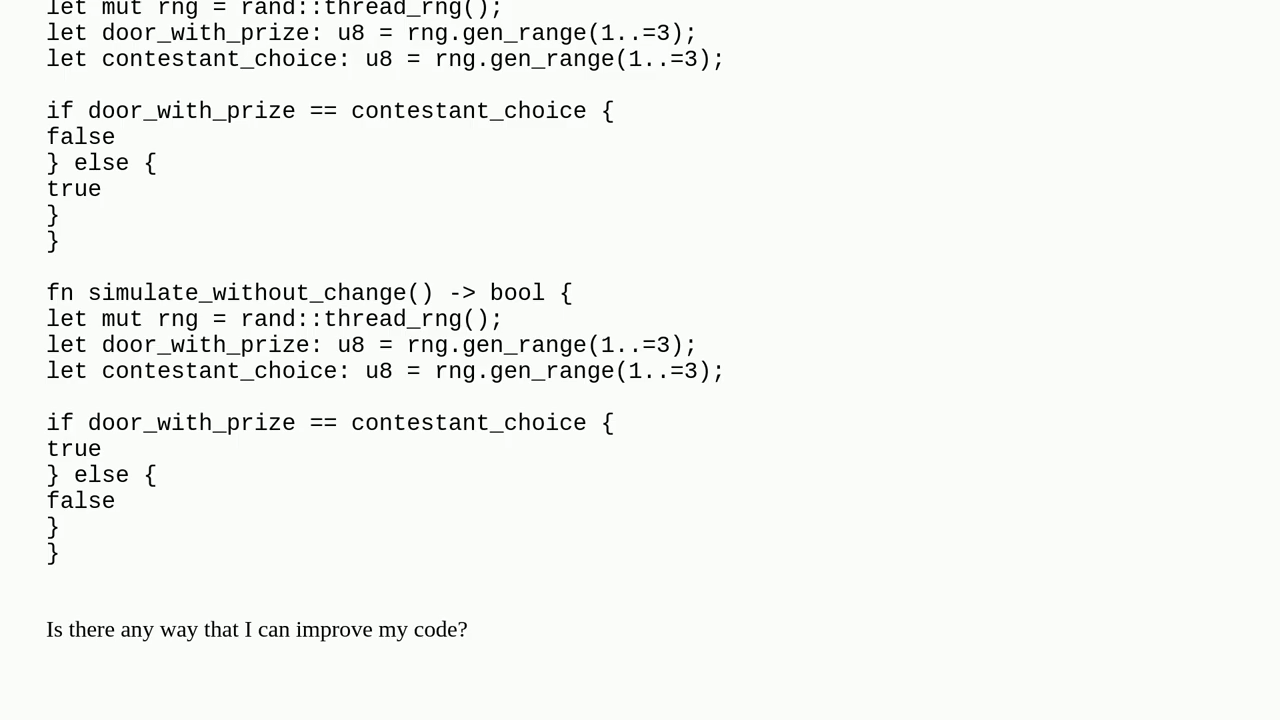 let mut rng = rand::thread_rng();
let door_with_prize: u8 = rng.gen_range(1..=3);
let contestant_choice: u8 = rng.gen_range(1..=3);

if door_with_prize == contestant_choice {
false
} else {
true
}
}

fn simulate_without_change() -> bool {
let mut rng = rand::thread_rng();
let door_with_prize: u8 = rng.gen_range(1..=3);
let contestant_choice: u8 = rng.gen_range(1..=3);

if door_with_prize == contestant_choice {
true
} else {
false
}
}

Is there any way that I can improve my code?